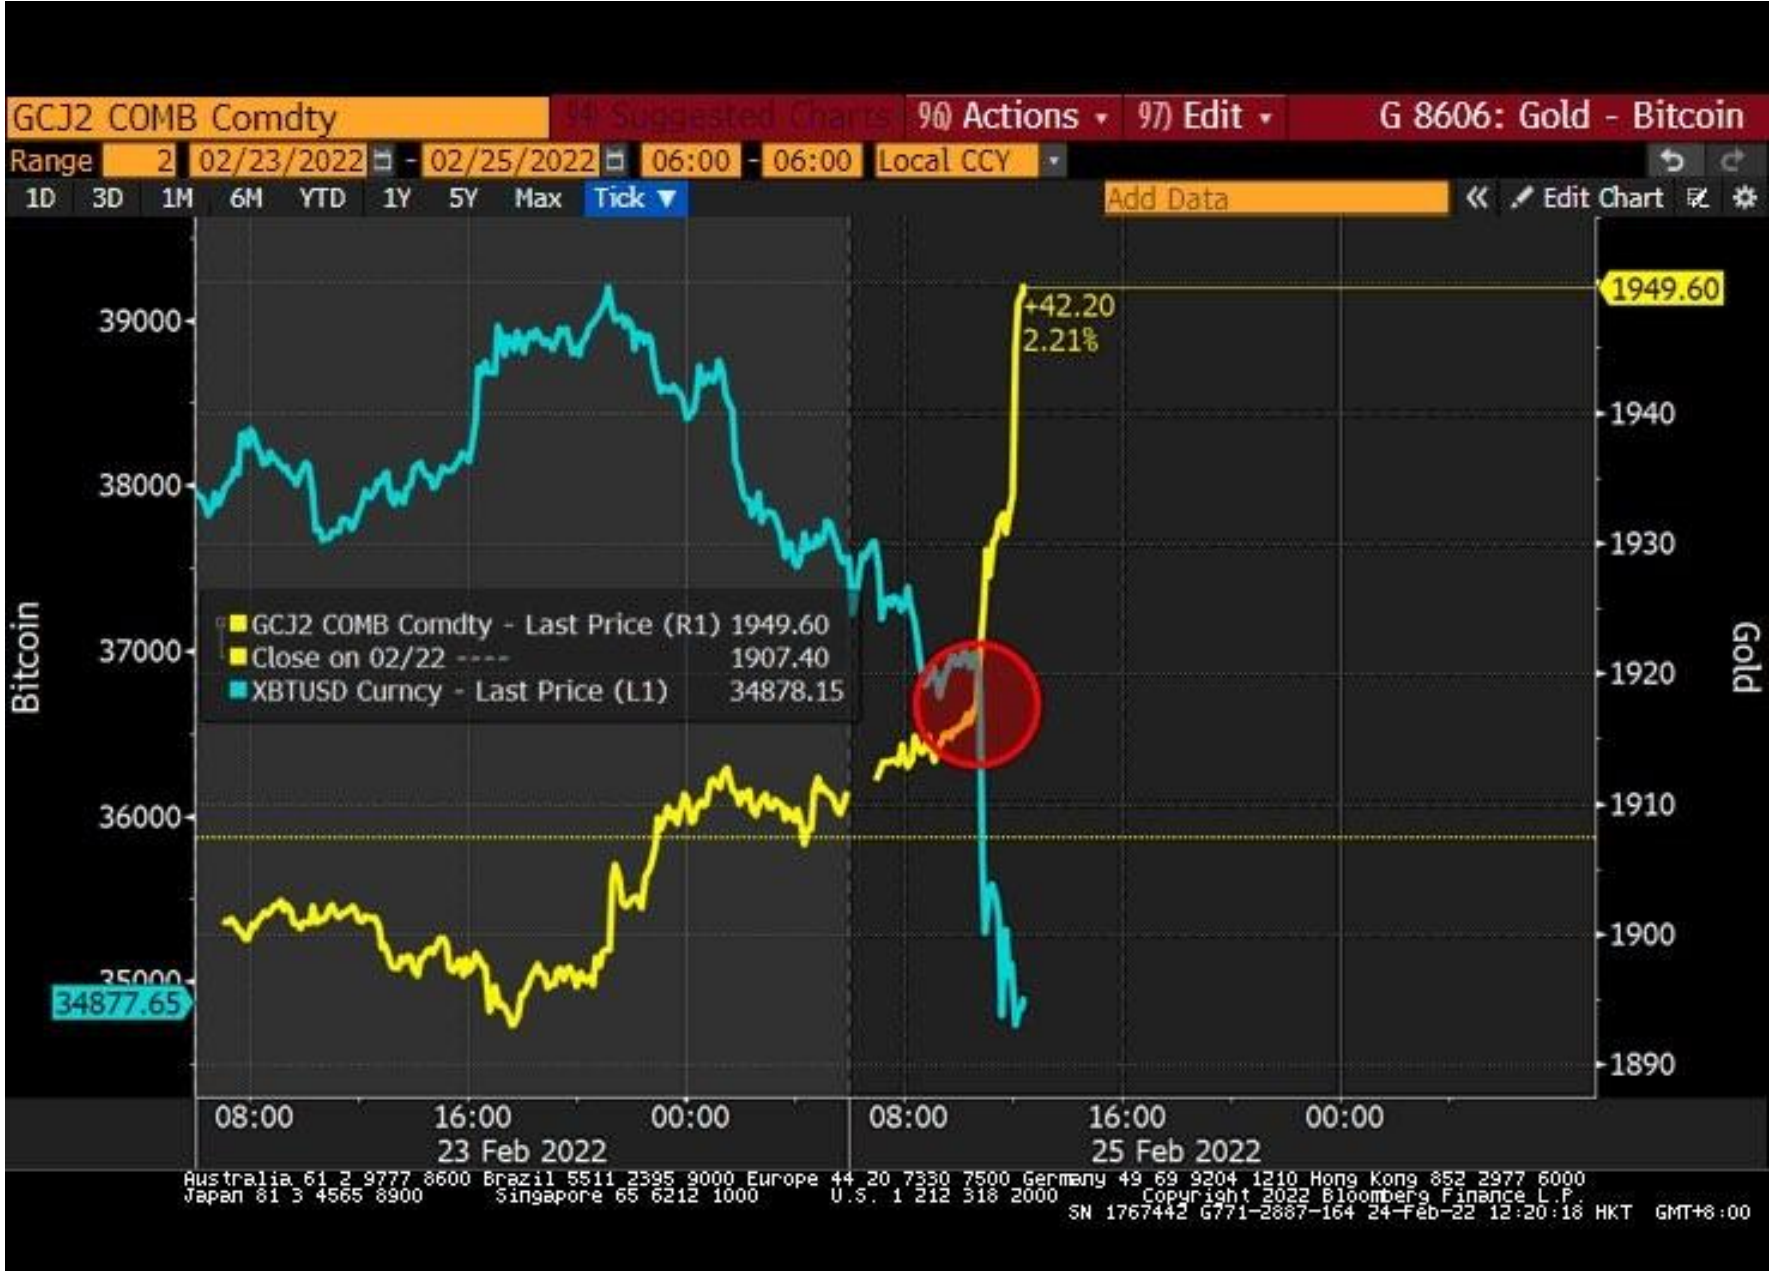 GCJ2 COMB Comdty 94) Suggested Charts 96) Actions 97) Edit G 8606: Gold - Bitcoin
Range 2 02/23/2022 - 02/25/2022 06:00 - 06:00 Local CCY
1D 3D 1M 6M YTD 1Y 5Y Max Tick ▼ Add Data « Edit Chart
1949.60
+42.20
2.21%
39000
38000
37000
36000
35000
34877.65
Bitcoin
GCJ2 COMB Comdty - Last Price (R1) 1949.60
Close on 02/22 ---- 1907.40
XBTUSD Curncy - Last Price (L1) 34878.15
1940
1930
1920
1910
1900
1890
Gold
08:00 16:00 00:00 08:00 16:00 00:00
23 Feb 2022 25 Feb 2022
Australia 61 2 9777 8600 Brazil 5511 2395 9000 Europe 44 20 7330 7500 Germany 49 69 9204 1210 Hong Kong 852 2977 6000
Japan 81 3 4565 8900 Singapore 65 6212 1000 U.S. 1 212 318 2000 Copyright 2022 Bloomberg Finance L.P.
SN 1767442 G771-2887-164 24-Feb-22 12:20:18 HKT GMT+8:00